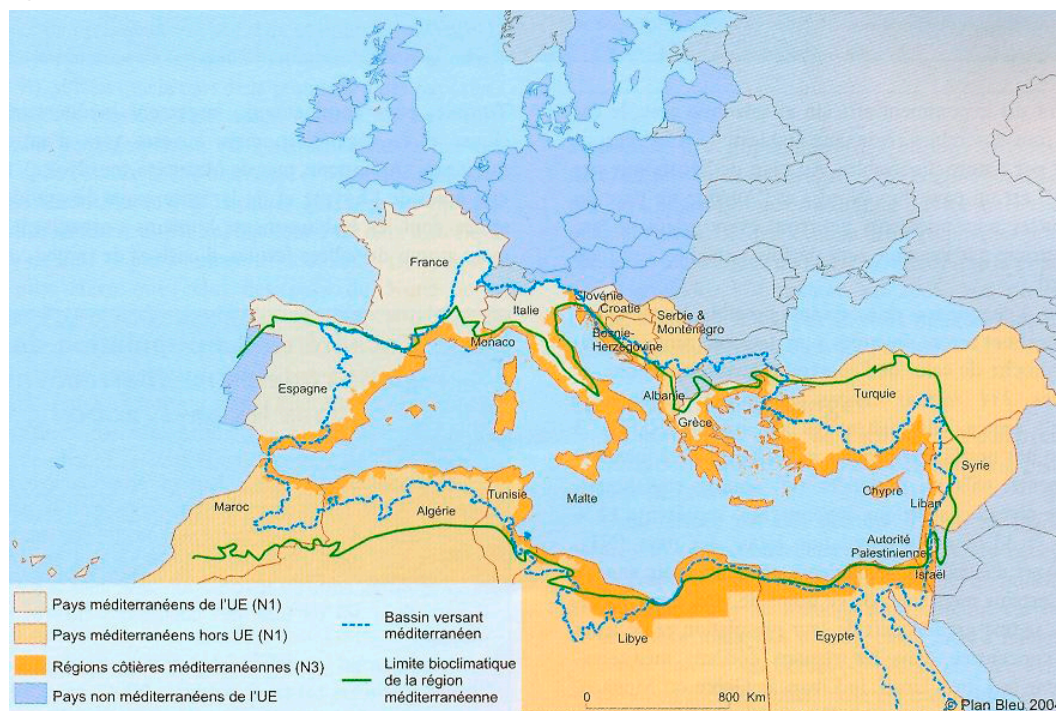 France
Slovénie
Croatie
Italie
Serbie &
Monténégro
Monaco
Bosnie-
Herzégovine
Espagne
Albanie
Turquie
Grèce
Syrie
Chypre
Tunisie
Malte
Liban
Maroc
Algérie
Autorité
Palestinienne
Israël
Libye
Egypte
Pays méditerranéens de l'UE (N1)
Pays méditerranéens hors UE (N1)
Régions côtières méditerranéennes (N3)
Pays non méditerranéens de l'UE
Bassin versant
méditerranéen
Limite bioclimatique
de la région
méditerranéenne
0 800 Km
© Plan Bleu